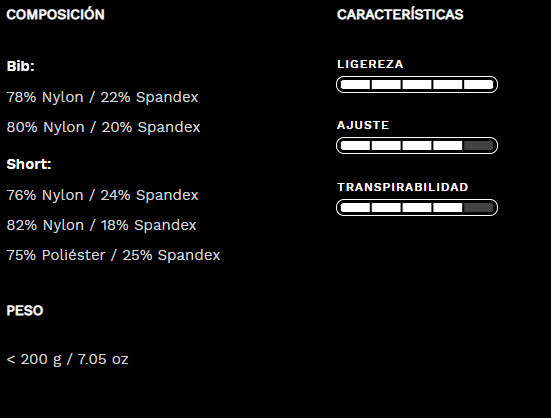 COMPOSICIÓN
Bib:
78% Nylon / 22% Spandex
80% Nylon / 20% Spandex
Short:
76% Nylon / 24% Spandex
82% Nylon / 18% Spandex
75% Poliéster / 25% Spandex
PESO
< 200 g / 7.05 oz
CARACTERÍSTICAS
LIGEREZA
AJUSTE
TRANSPIRABILIDAD